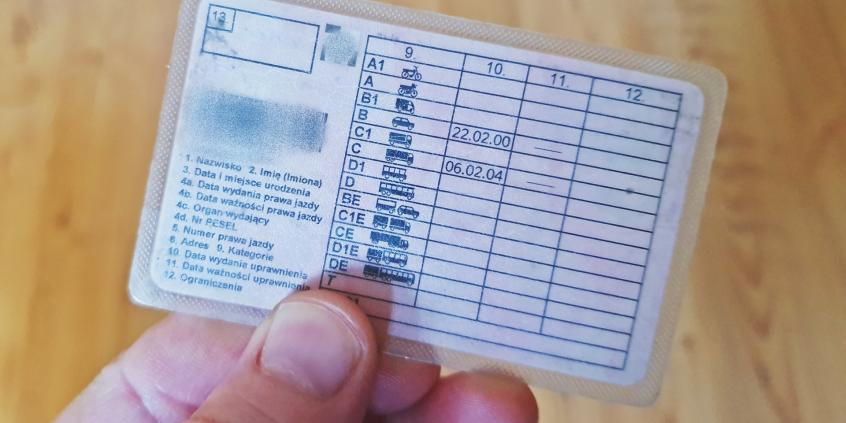 13.
1. Nazwisko 2. Imię (Imiona)
3. Data i miejsce urodzenia
4a. Data wydania prawa jazdy
4b. Data ważności prawa jazdy
4c. Organ wydający
4d. Nr PESEL
5. Numer prawa jazdy
8. Adres 9. Kategorie
10. Data wydania uprawnienia
11. Data ważności uprawnienia
12. Ograniczenia
9. 10. 11. 12.
A1
A
B1
B 22.02.00
C1
C 06.02.04
D1
D
BE
C1E
CE
D1E
DE
T